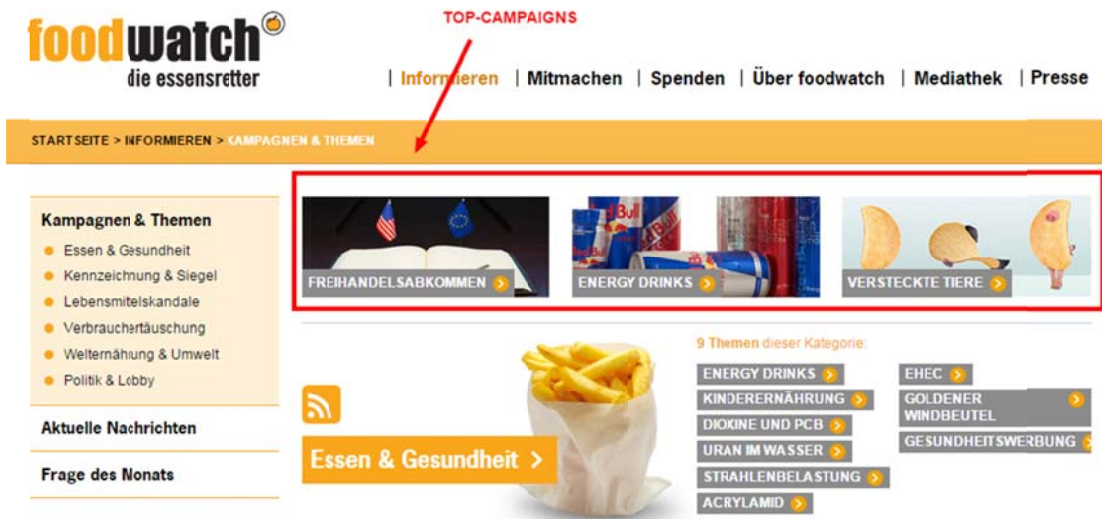 TOP-CAMPAIGNS
foodwatch
die essensretter
| Informieren | Mitmachen | Spenden | Über foodwatch | Mediathek | Presse
STARTSEITE > INFORMIEREN > KAMPAGNEN & THEMEN
Kampagnen & Themen
Essen & Gesundheit
Kennzeichnung & Siegel
Lebensmitelskandale
Verbrauchertäuschung
Welternährung & Umwelt
Politik & Lobby
Aktuelle Nachrichten
Frage des Nonats
Red Bull
FREIHANDELSABKOMMEN
ENERGY DRINKS
VERSTECKTE TIERE
Essen & Gesundheit >
9 Themen dieser Kategorie:
ENERGY DRINKS
KINDERERNÄHRUNG
DIOXINE UND PCB
URAN IM WASSER
STRAHLENBELASTUNG
ACRYLAMID
EHEC
GOLDENER
WINDBEUTEL
GESUNDHEITSWERBUNG